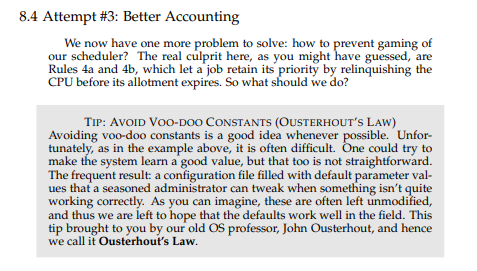 8.4 Attempt #3: Better Accounting
We now have one more problem to solve: how to prevent gaming of
our scheduler? The real culprit here, as you might have guessed, are
Rules 4a and 4b, which let a job retain its priority by relinquishing the
CPU before its allotment expires. So what should we do?
TIP: AVOID VOO-DOO CONSTANTS (OUSTERHOUT'S LAW)
Avoiding voo-doo constants is a good idea whenever possible. Unfor-
tunately, as in the example above, it is often difficult. One could try to
make the system learn a good value, but that too is not straightforward.
The frequent result: a configuration file filled with default parameter val-
ues that a seasoned administrator can tweak when something isn't quite
working correctly. As you can imagine, these are often left unmodified,
and thus we are left to hope that the defaults work well in the field. This
tip brought to you by our old OS professor, John Ousterhout, and hence
we call it Ousterhout's Law.